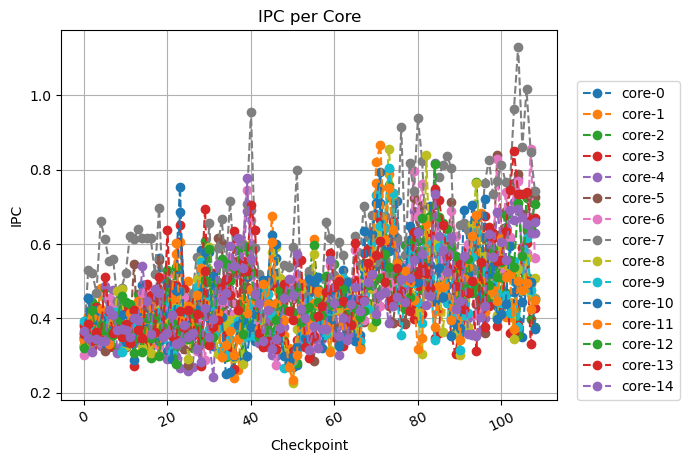 IPC per Core
IPC
1.0
0.8
0.6
0.4
0.2
0
20
40
60
80
100
Checkpoint
core-0
core-1
core-2
core-3
core-4
core-5
core-6
core-7
core-8
core-9
core-10
core-11
core-12
core-13
core-14